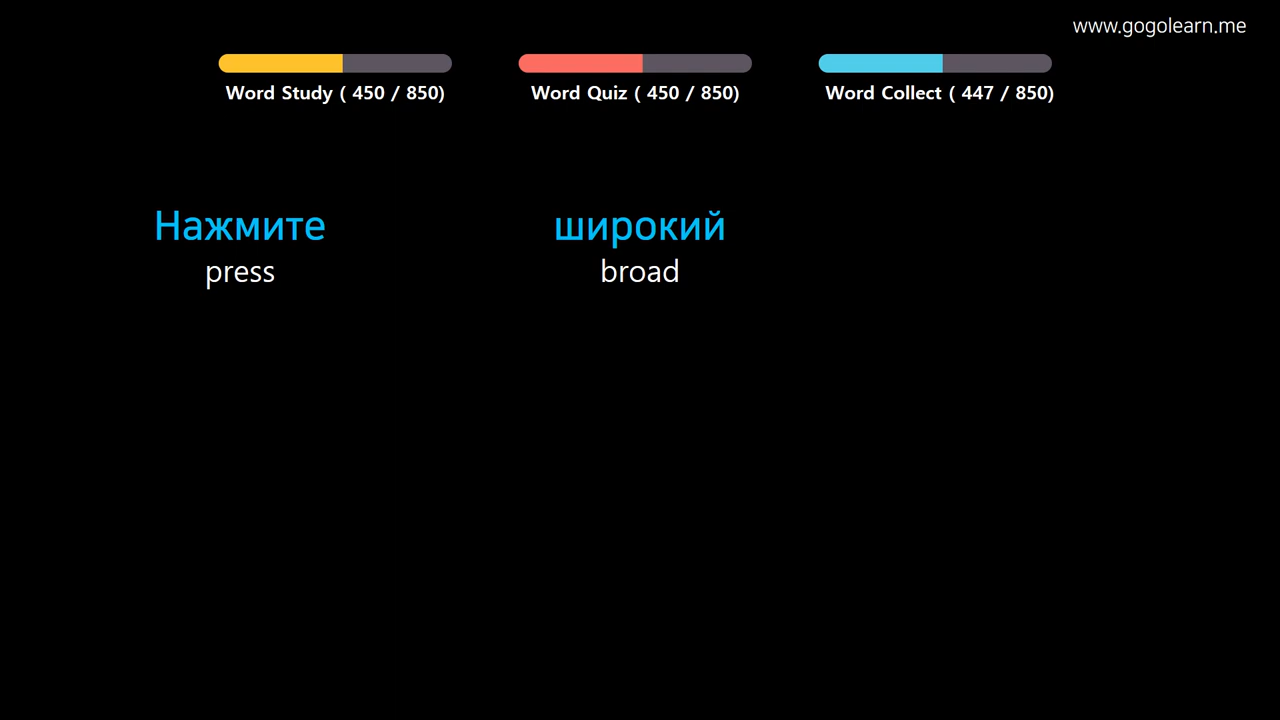 www.gogolearn.me
Word Study ( 450 / 850)
Word Quiz ( 450 / 850)
Word Collect ( 447 / 850)
Нажмите
press
широкий
broad